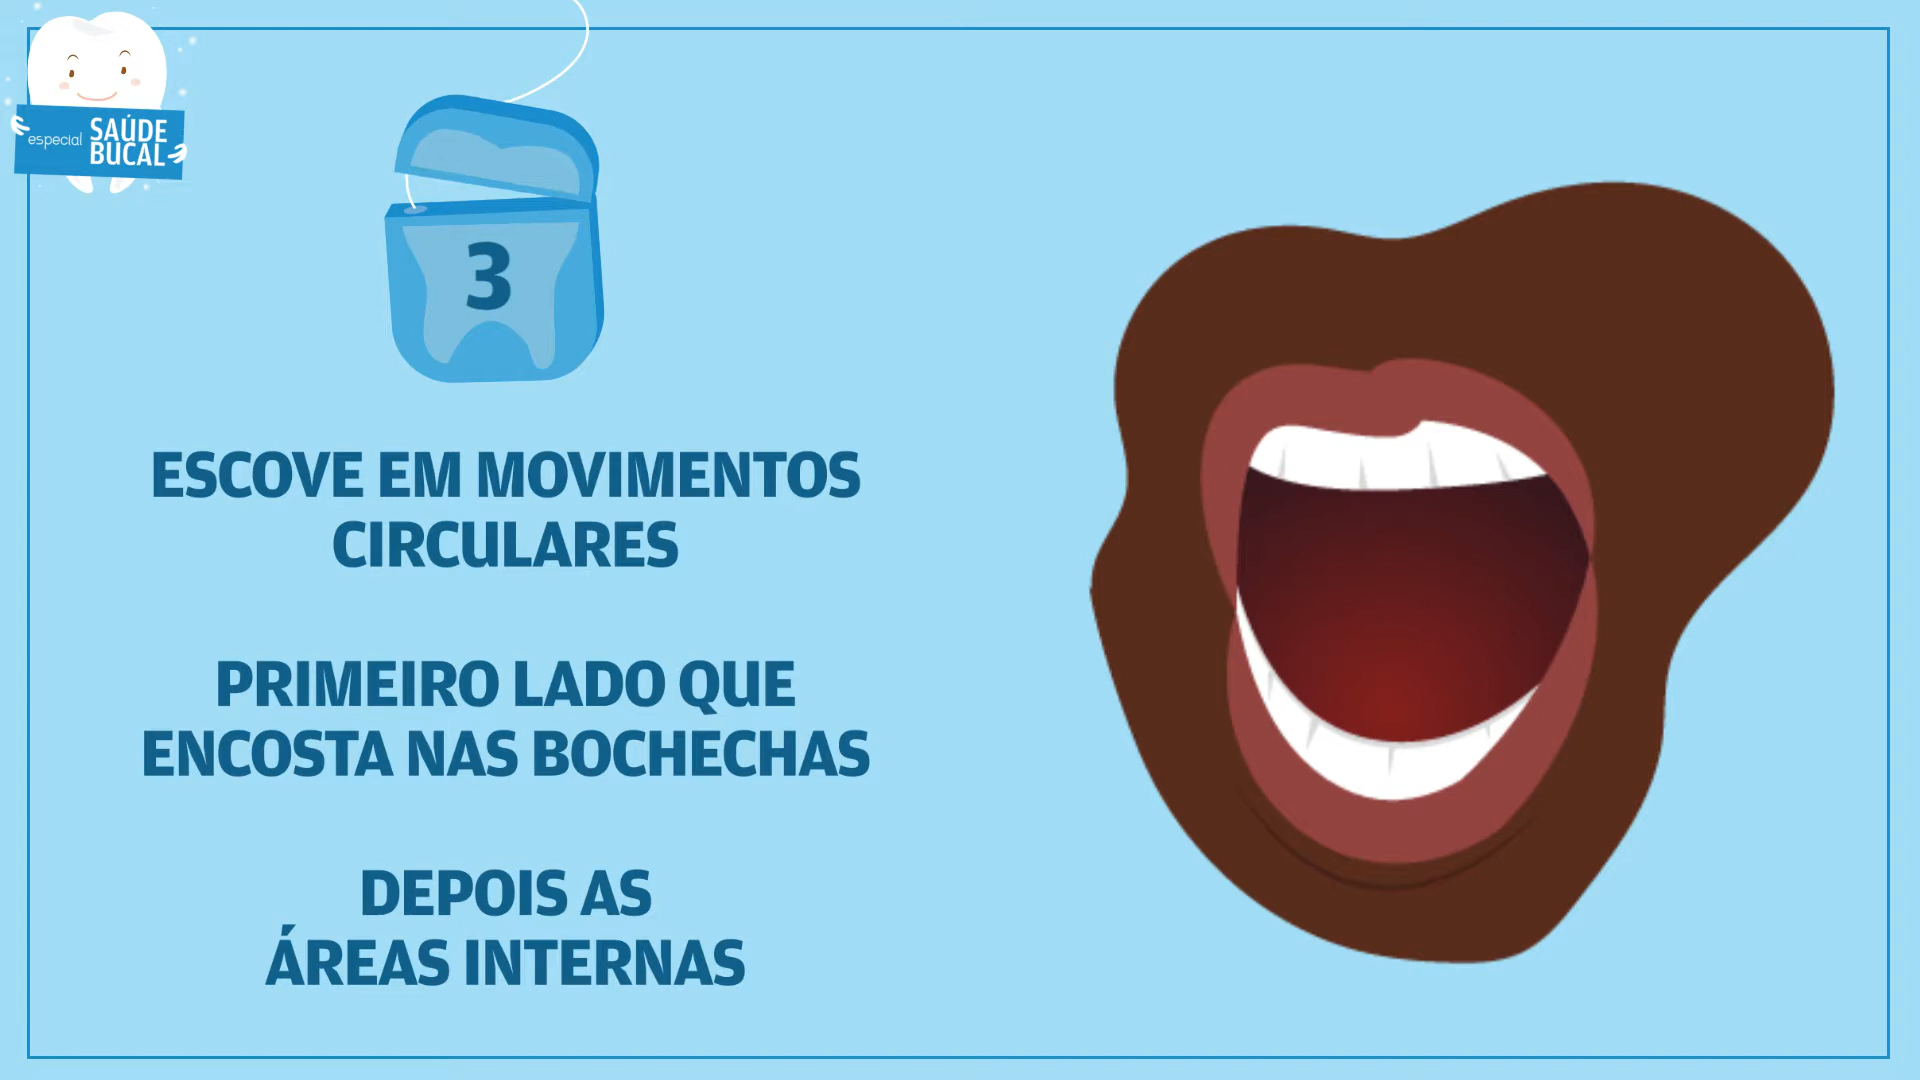 especial SAÚDE
BUCAL
3
ESCOVE EM MOVIMENTOS
CIRCULARES
PRIMEIRO LADO QUE
ENCOSTA NAS BOCHECHAS
DEPOIS AS
ÁREAS INTERNAS